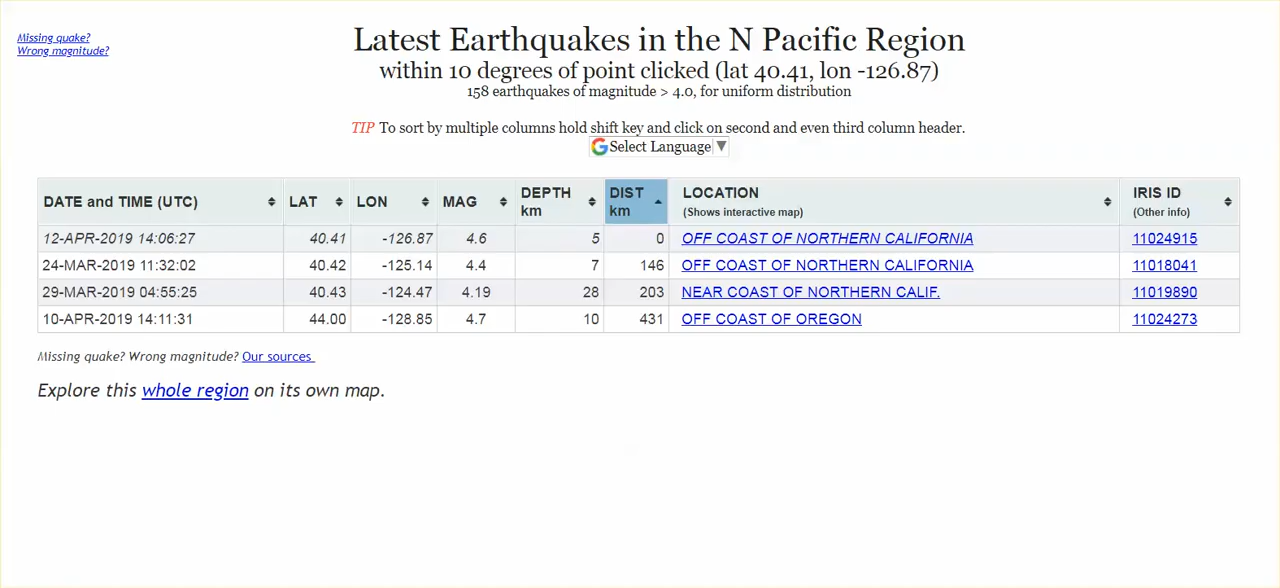 Missing quake?
Wrong magnitude?
Latest Earthquakes in the N Pacific Region
within 10 degrees of point clicked (lat 40.41, lon -126.87)
158 earthquakes of magnitude > 4.0, for uniform distribution
TIP To sort by multiple columns hold shift key and click on second and even third column header.
Select Language ▼
DATE and TIME (UTC) LAT LON MAG DEPTH km DIST km LOCATION (Shows interactive map) IRIS ID (Other info)
12-APR-2019 14:06:27 40.41 -126.87 4.6 5 0 OFF COAST OF NORTHERN CALIFORNIA 11024915
24-MAR-2019 11:32:02 40.42 -125.14 4.4 7 146 OFF COAST OF NORTHERN CALIFORNIA 11018041
29-MAR-2019 04:55:25 40.43 -124.47 4.19 28 203 NEAR COAST OF NORTHERN CALIF. 11019890
10-APR-2019 14:11:31 44.00 -128.85 4.7 10 431 OFF COAST OF OREGON 11024273
Missing quake? Wrong magnitude? Our sources
Explore this whole region on its own map.